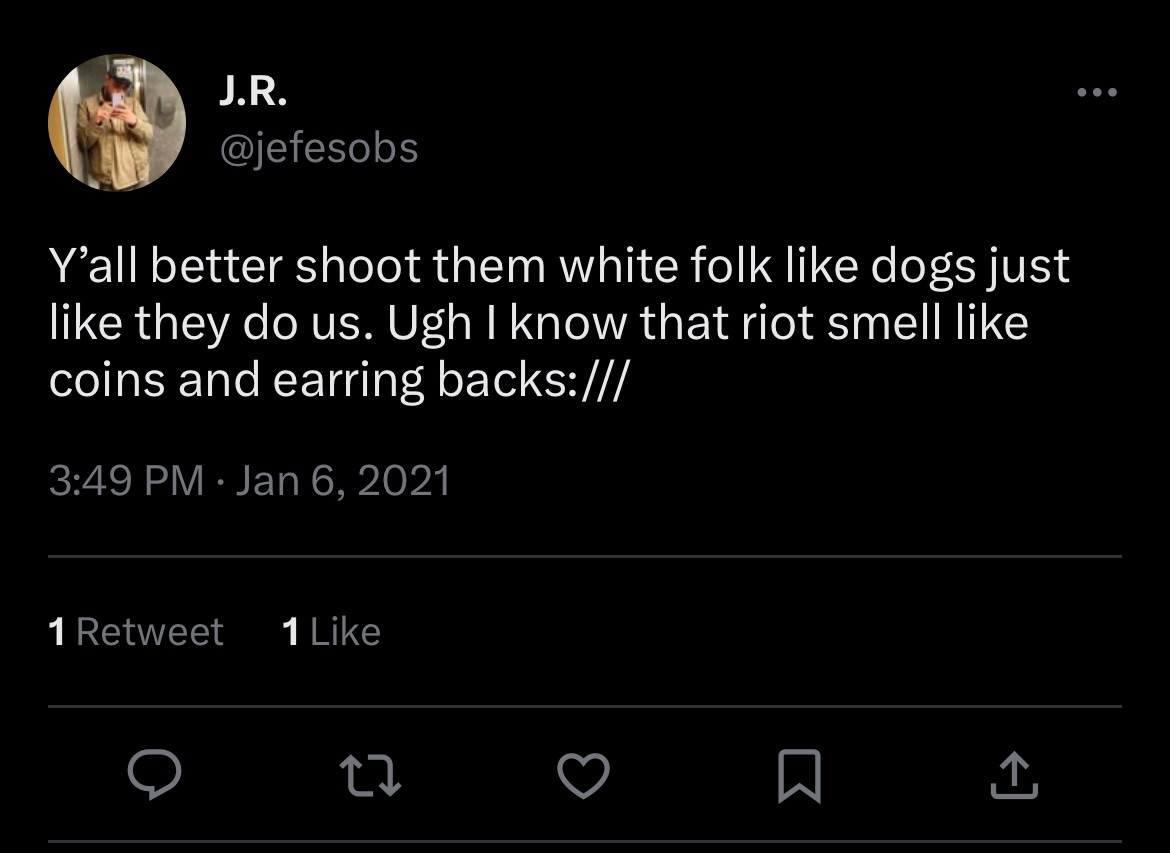 J.R.
@jefesobs
Y’all better shoot them white folk like dogs just
like they do us. Ugh I know that riot smell like
coins and earring backs:///
3:49 PM · Jan 6, 2021
1 Retweet 1 Like